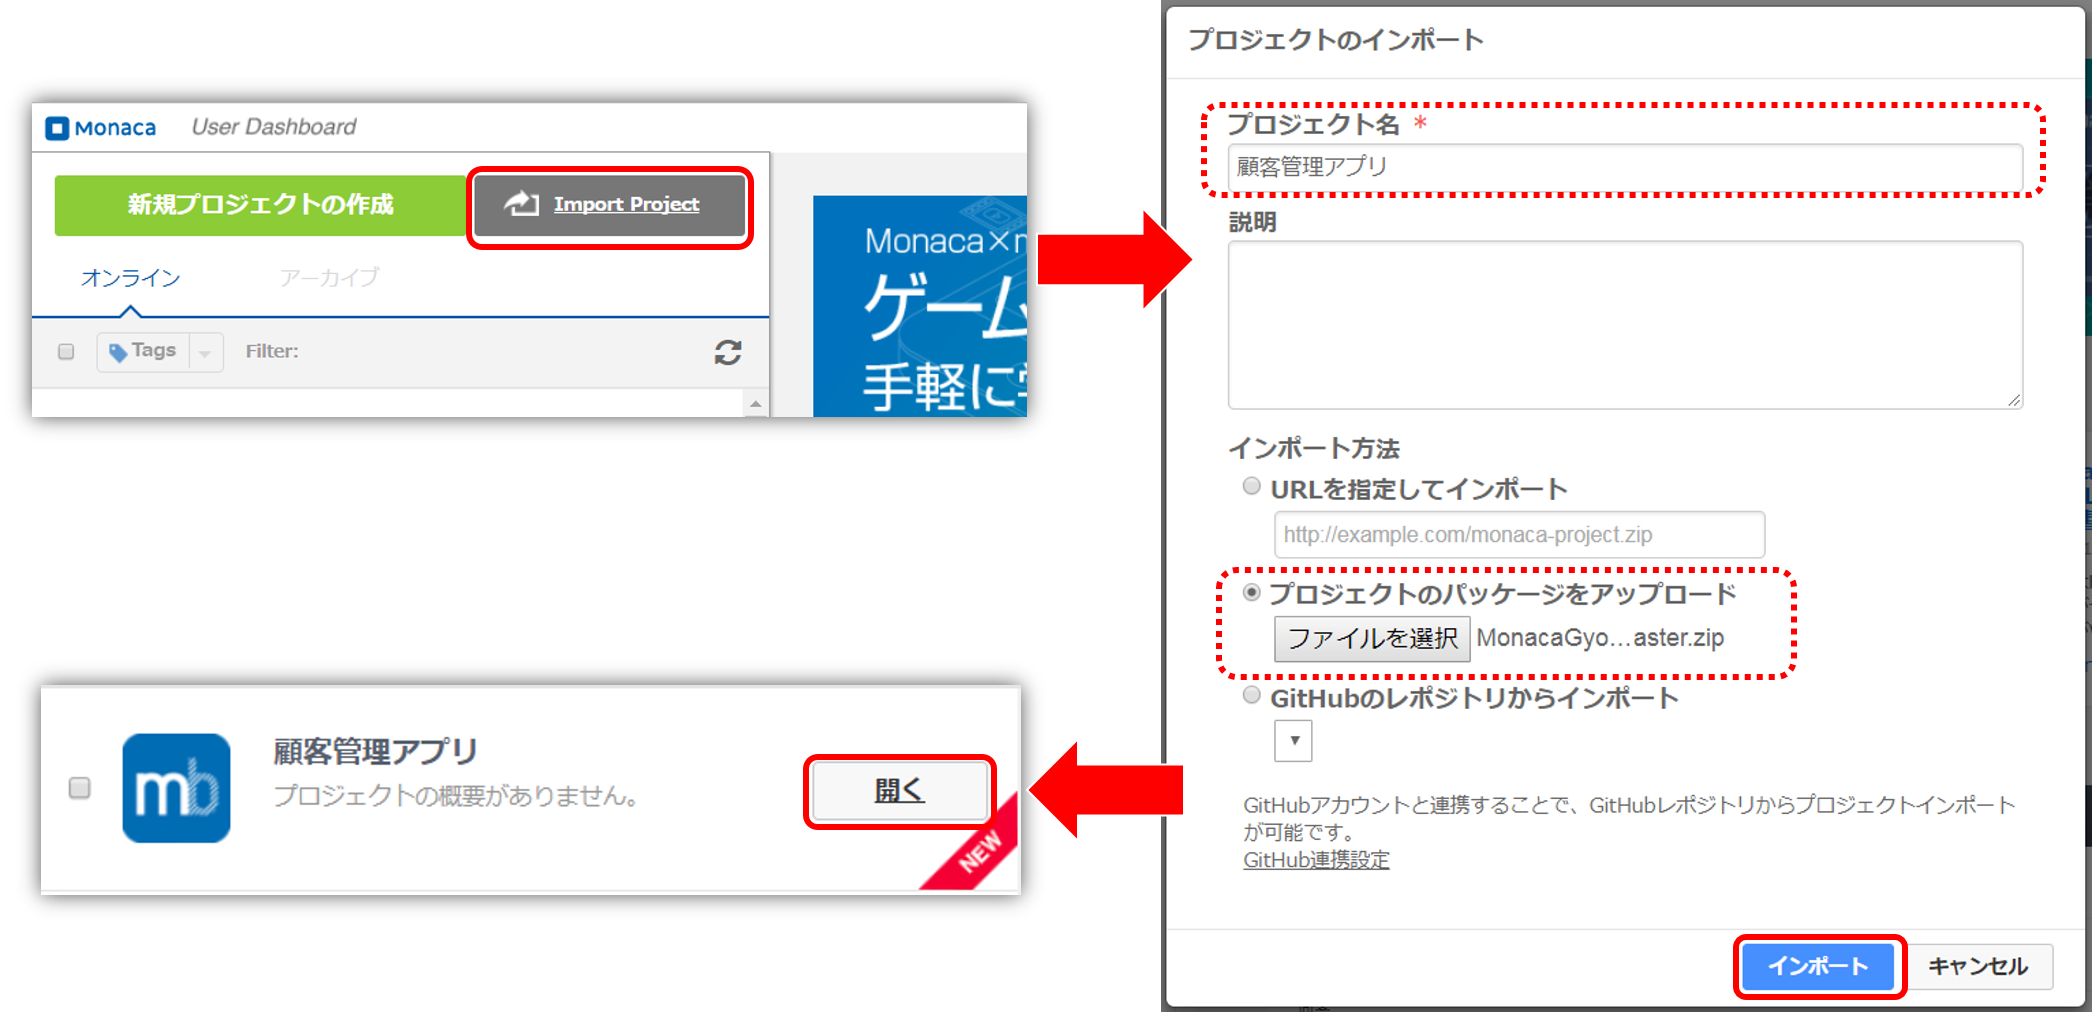 Monaca User Dashboard
新規プロジェクトの作成 Import Project
オンライン アーカイブ
Tags Filter:
Monaca×m
ゲーム
手軽に
プロジェクトのインポート
プロジェクト名 *
顧客管理アプリ
説明
インポート方法
URLを指定してインポート
http://example.com/monaca-project.zip
プロジェクトのパッケージをアップロード
ファイルを選択 MonacaGyo…aster.zip
GitHubのレポジトリからインポート
GitHubアカウントと連携することで、GitHubレポジトリからプロジェクトインポート
が可能です。
GitHub連携設定
インポート キャンセル
mb
顧客管理アプリ
プロジェクトの概要がありません。
開く
NEW